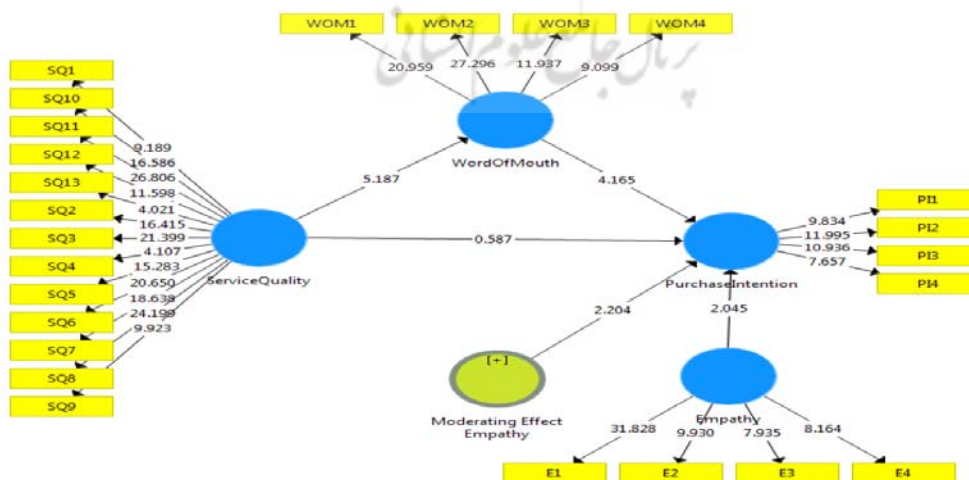 WOM1 WOM2 WOM3 WOM4
پرتال جامع علوم انسانی
20.959 27.296 11.937 9.099
WordOfMouth
SQ1
SQ10
SQ11
SQ12
SQ13
SQ2
SQ3
SQ4
SQ5
SQ6
SQ7
SQ8
SQ9
9.189
16.586
26.806
11.598
4.021
16.415
21.399
4.107
15.283
20.650
18.638
24.199
9.923
ServiceQuality
5.187
4.165
0.587
PI1
PI2
PI3
PI4
9.834
11.995
10.936
7.657
PurchaseIntention
2.204
2.045
[+]
Moderating Effect
Empathy
Empathy
31.828 9.930 7.935 8.164
E1 E2 E3 E4